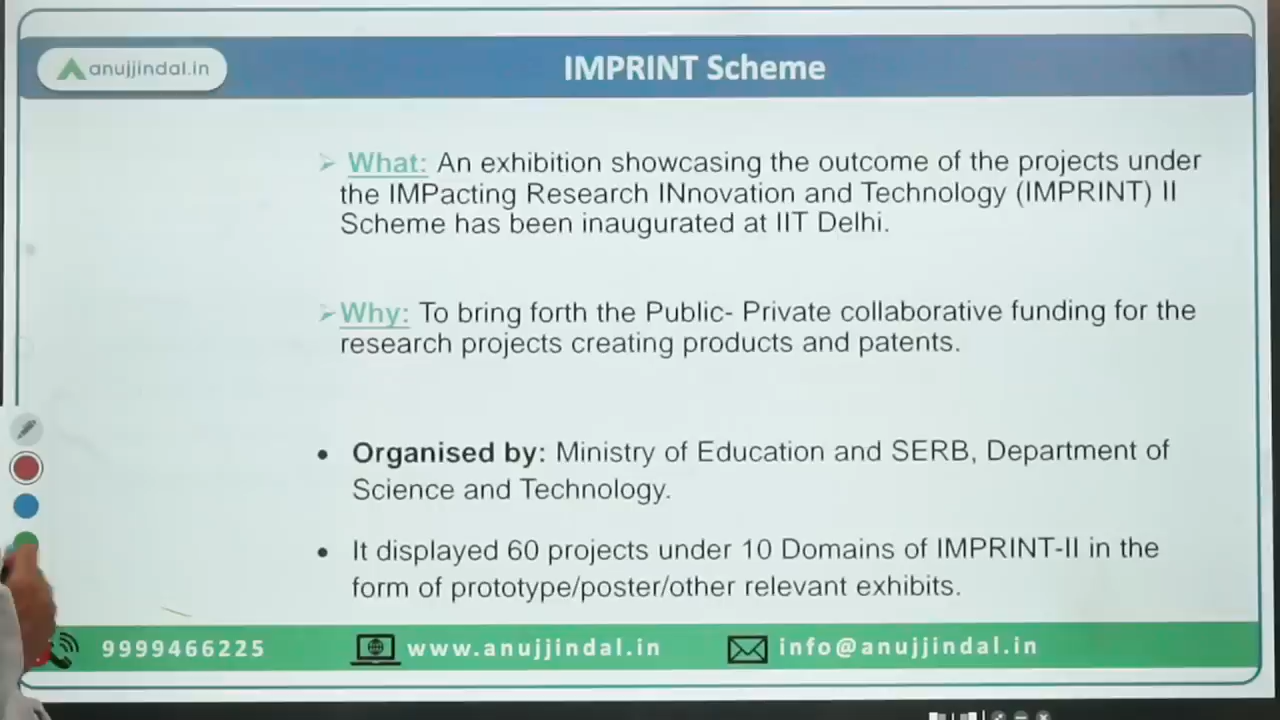 anujjindal.in
IMPRINT Scheme
➢ What: An exhibition showcasing the outcome of the projects under
the IMPacting Research INnovation and Technology (IMPRINT) II
Scheme has been inaugurated at IIT Delhi.
➢ Why: To bring forth the Public- Private collaborative funding for the
research projects creating products and patents.
• Organised by: Ministry of Education and SERB, Department of
Science and Technology.
• It displayed 60 projects under 10 Domains of IMPRINT-II in the
form of prototype/poster/other relevant exhibits.
9999466225 www.anujjindal.in info@anujjindal.in